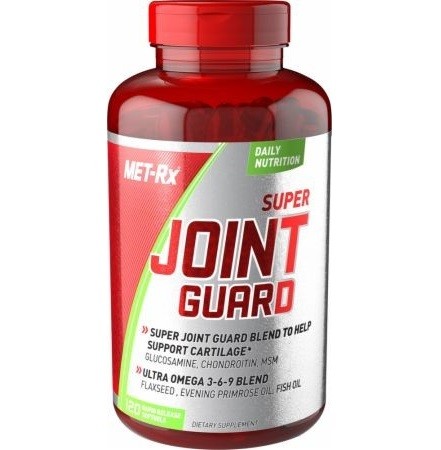 DAILY
NUTRITION
MET-Rx
SUPER
JOINT
GUARD
» SUPER JOINT GUARD BLEND TO HELP
SUPPORT CARTILAGE*
GLUCOSAMINE, CHONDROITIN, MSM
» ULTRA OMEGA 3-6-9 BLEND
FLAXSEED , EVENING PRIMROSE OIL, FISH OIL
120
SOFTGELS
DIETARY SUPPLEMENT